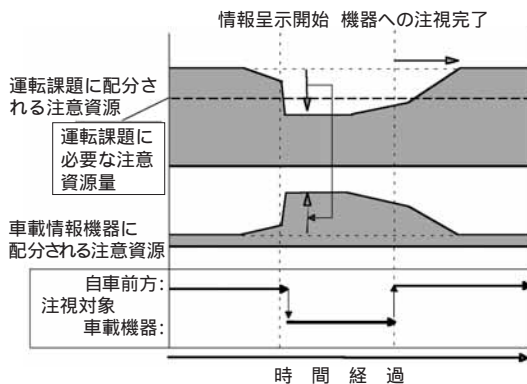 情報呈示開始 機器への注視完了
運転課題に配分さ
れる注意資源
運転課題に
必要な注意
資源量
車載情報機器に
配分される注意資源
自車前方:
注視対象
車載機器:
時 間 経 過